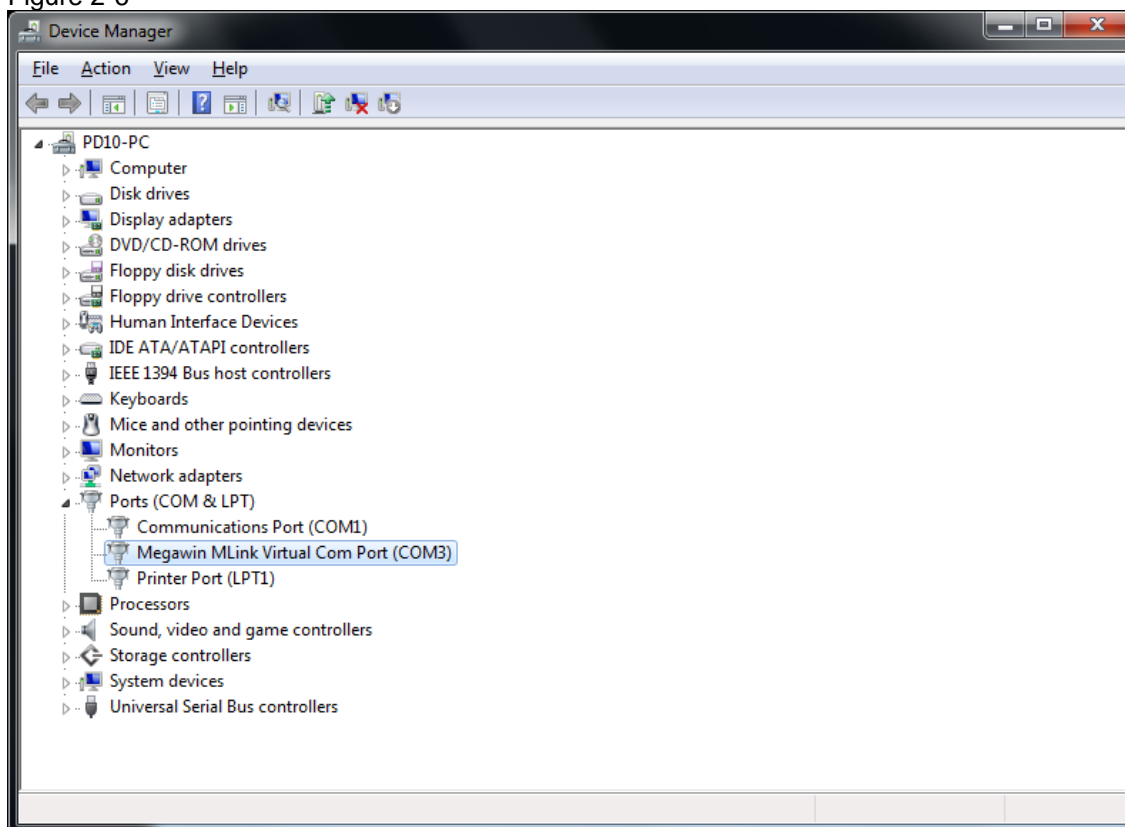 Device Manager
File Action View Help
PD10-PC
Computer
Disk drives
Display adapters
DVD/CD-ROM drives
Floppy disk drives
Floppy drive controllers
Human Interface Devices
IDE ATA/ATAPI controllers
IEEE 1394 Bus host controllers
Keyboards
Mice and other pointing devices
Monitors
Network adapters
Ports (COM & LPT)
Communications Port (COM1)
Megawin MLink Virtual Com Port (COM3)
Printer Port (LPT1)
Processors
Sound, video and game controllers
Storage controllers
System devices
Universal Serial Bus controllers